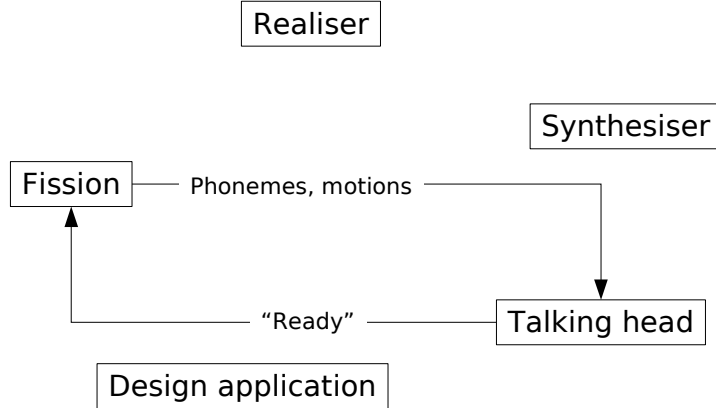 Realiser
Synthesiser
Fission
Phonemes, motions
“Ready”
Talking head
Design application